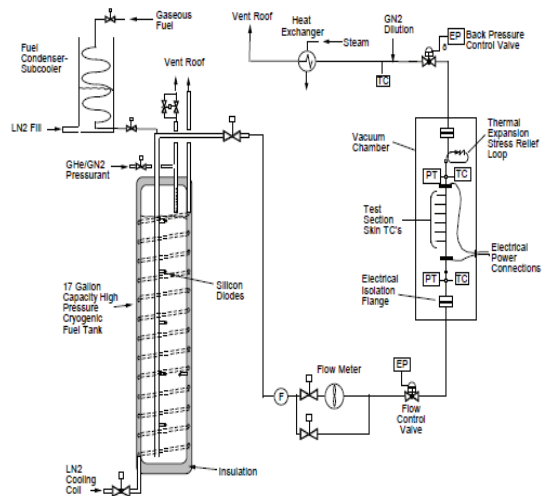 Gaseous
Fuel
Fuel
Condenser-
Subcooler
LN2 Fill
Vent Roof
GHe/GN2
Pressurant
17 Gallon
Capacity High
Pressure
Cryogenic
Fuel Tank
Silicon
Diodes
LN2
Cooling
Coil
Insulation
Vent Roof
Heat
Exchanger
Steam
GN2
Dilution
TC
EP
Back Pressure
Control Valve
Vacuum
Chamber
Thermal
Expansion
Stress Relief
Loop
PT
TC
Test
Section
Skin TC's
Electrical
Power
Connections
PT
TC
Electrical
Isolation
Flange
Flow Meter
F
EP
Flow
Control
Valve